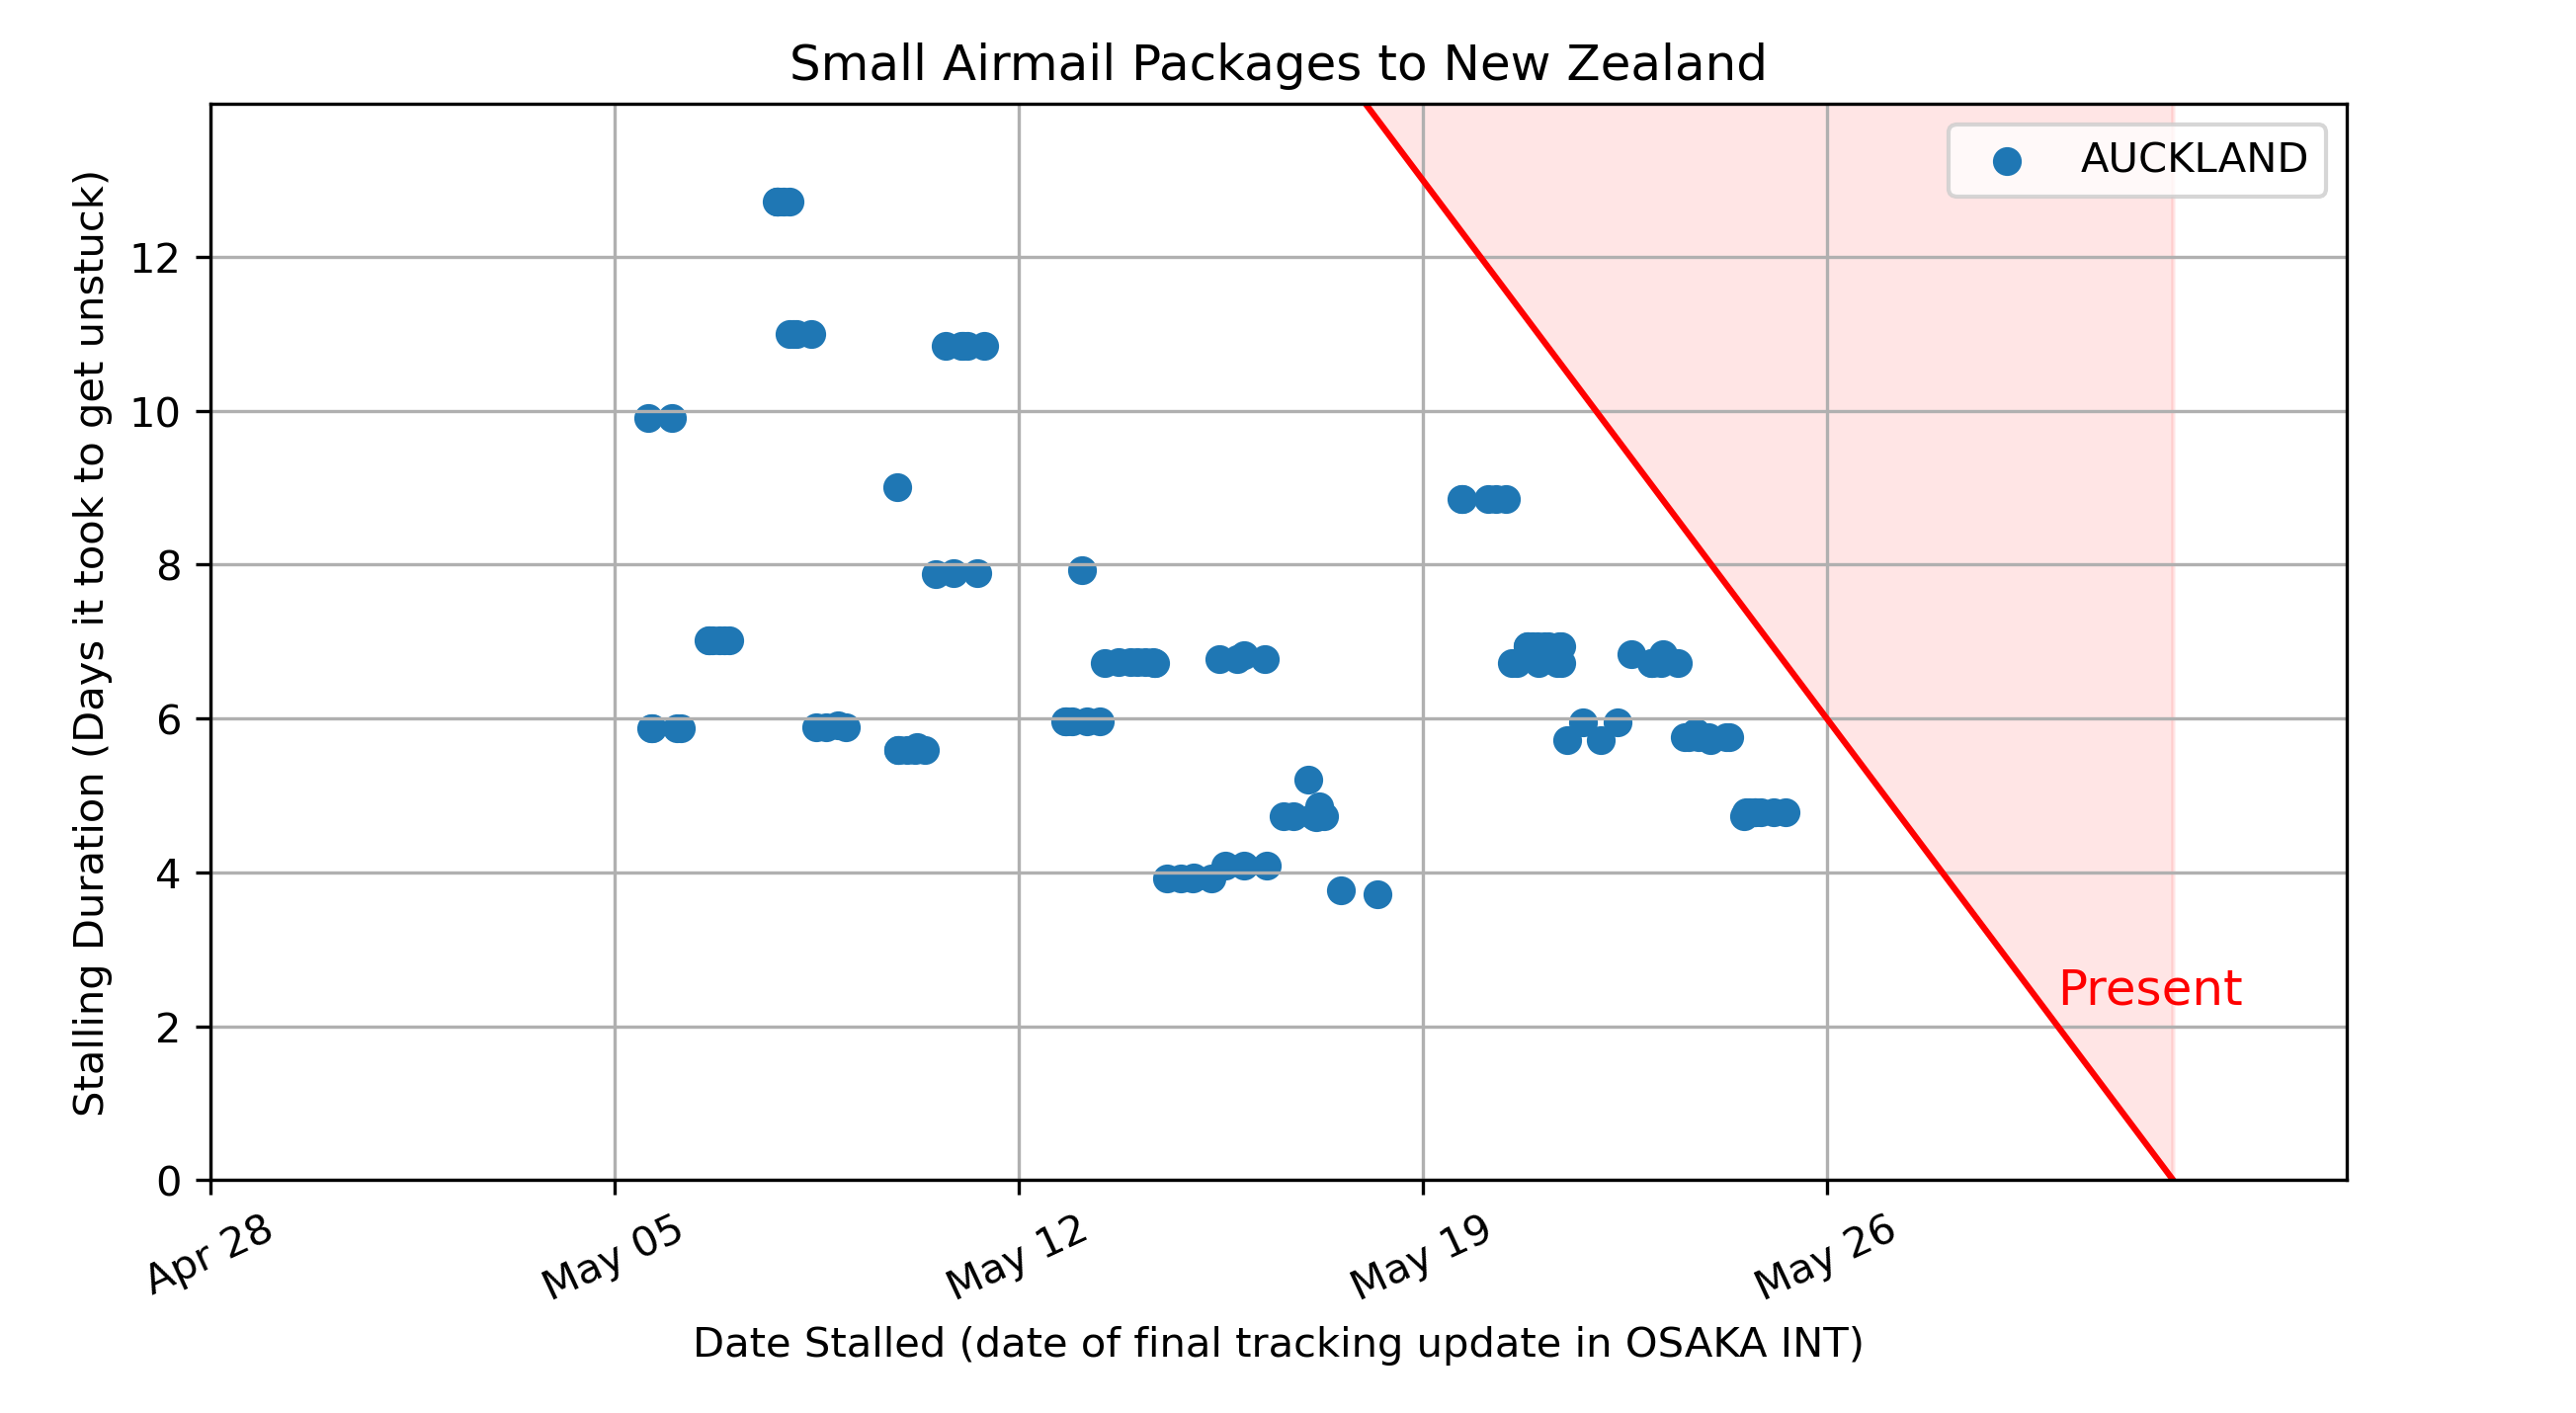 Small Airmail Packages to New Zealand
AUCKLAND
Stalling Duration (Days it took to get unstuck)
12
10
8
6
4
2
0
Present
Apr 28
May 05
May 12
May 19
May 26
Date Stalled (date of final tracking update in OSAKA INT)